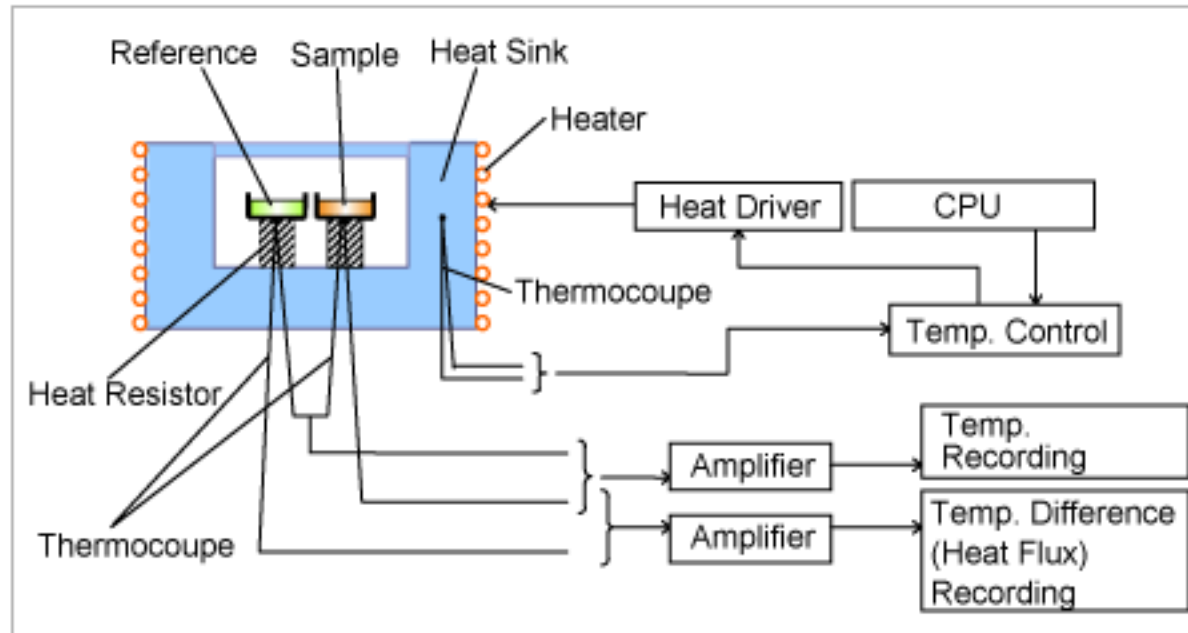 Reference
Sample
Heat Sink
Heater
Heat Driver
CPU
Thermocoupe
Temp. Control
Heat Resistor
Amplifier
Temp.
Recording
Thermocoupe
Amplifier
Temp. Difference
(Heat Flux)
Recording